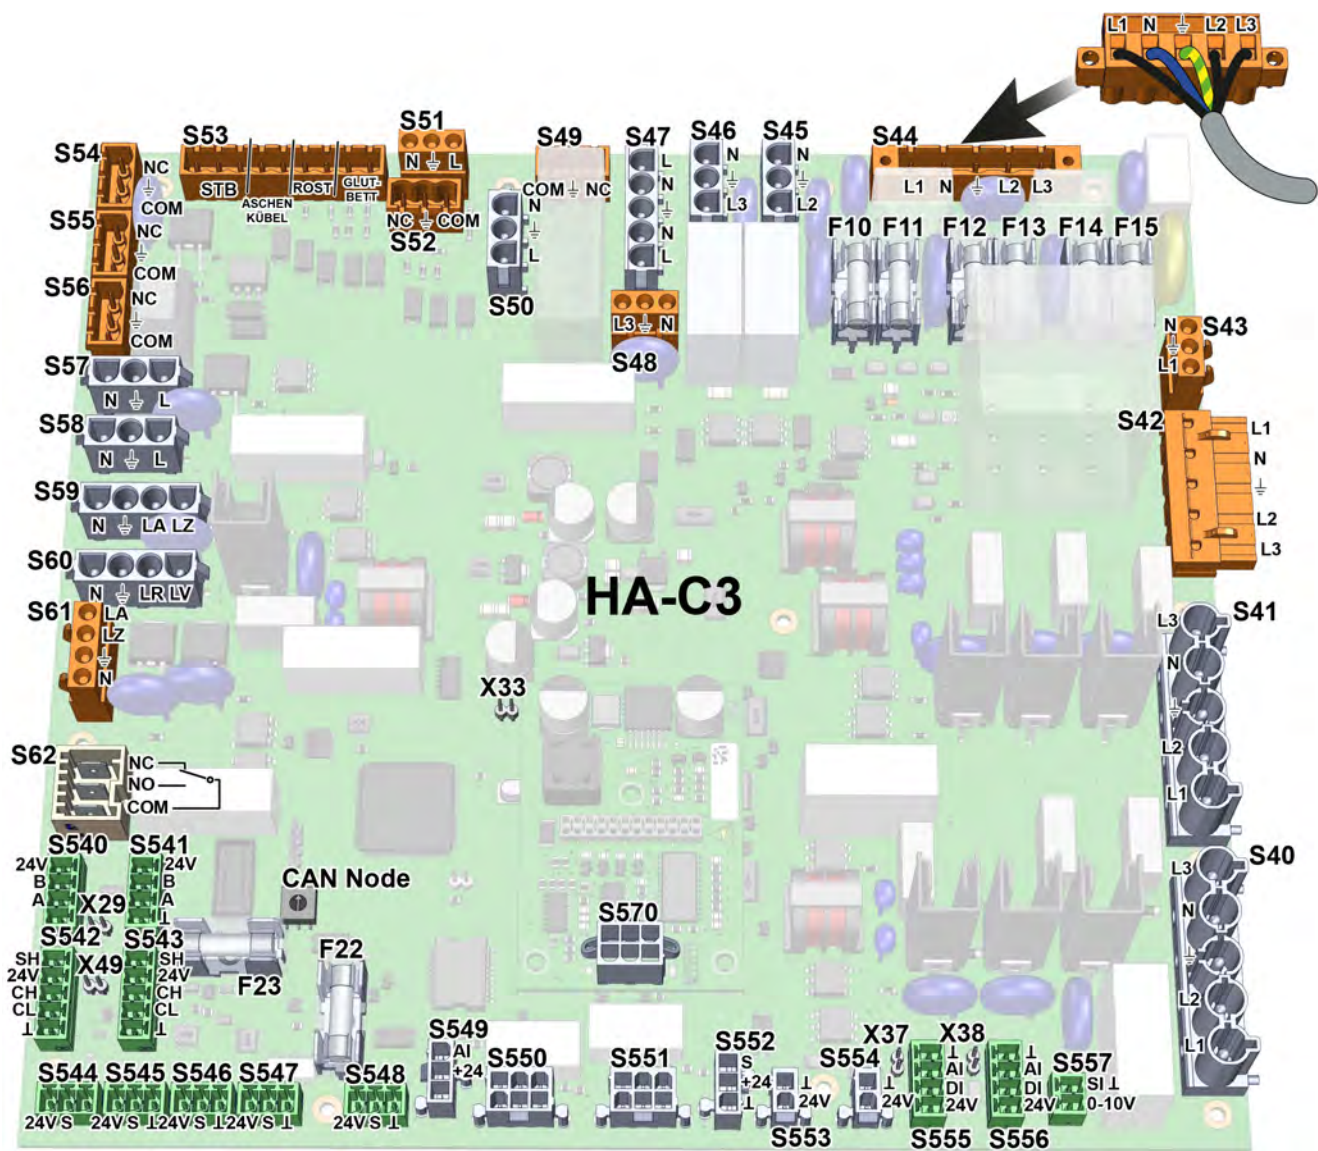 L1 N L2 L3
S54 NC COM
S53 STB ASCHEN KÜBEL ROST GLUT- BETT
S51 N L
S52 NC COM
S49 COM NC
S50 N L
S47 L N N L
S46 N L3
S45 N L2
S44 L1 N L2 L3
S48 L3 N
F10 F11 F12 F13 F14 F15
S55 NC COM
S56 NC COM
S43 N L1
S57 N L
S58 N L
S42 L1 N L2 L3
S59 N LA LZ
S60 N LR LV
HA-C3
S61 LA LZ N
S41 L3 N L2 L1
X33
S62 NC NO COM
S540 24V B A
S541 24V B A
X29
CAN Node
S40 L3 N L2 L1
S570
S542 SH 24V CH CL
X49
S543 SH 24V CH CL
F23
F22
S549 AI +24
S550
S551
S552 S +24
S553 24V
S554 24V
X37
X38
S555 AI DI 24V
S556 AI DI 24V
S557 SI 0-10V
S544 24V S
S545 24V S
S546 24V S
S547 24V S
S548 24V S